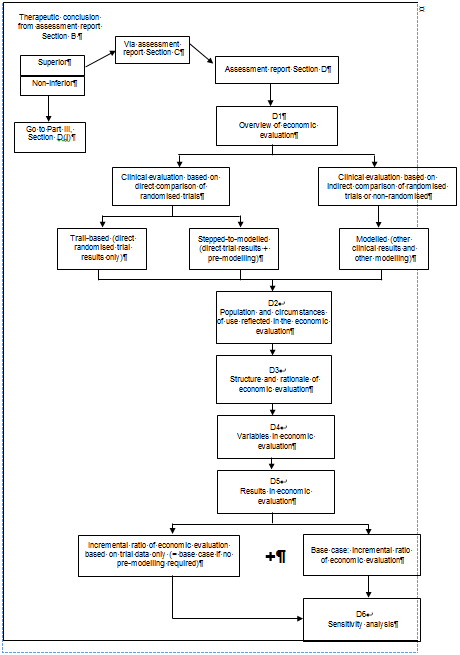 Therapeutic conclusion
from assessment report
Section B¶
Superior¶
Non-inferior¶
Via assessment
report Section C¶
Assessment report Section D¶
Go to Part III,
Section D(i)¶
D1¶
Overview of economic
evaluation¶
Clinical evaluation based on
direct comparison of
randomised trials¶
Clinical evaluation based on
indirect comparison of randomised
trials or non-randomised¶
Trail-based (direct
randomised trial
results only)¶
Stepped-to-modelled
(direct trial results +
pre-modelling)¶
Modelled (other
clinical results and
other modelling)¶
D2↵
Population and circumstances
of use reflected in the economic
evaluation¶
D3↵
Structure and rationale of
economic evaluation¶
D4↵
Variables in economic
evaluation¶
D5↵
Results in economic
evaluation¶
Incremental ratio of economic evaluation
based on trial data only (= base case if no
pre-modelling required)¶
+¶
Base case: incremental ratio
of economic evaluation¶
D6↵
Sensitivity analysis¶